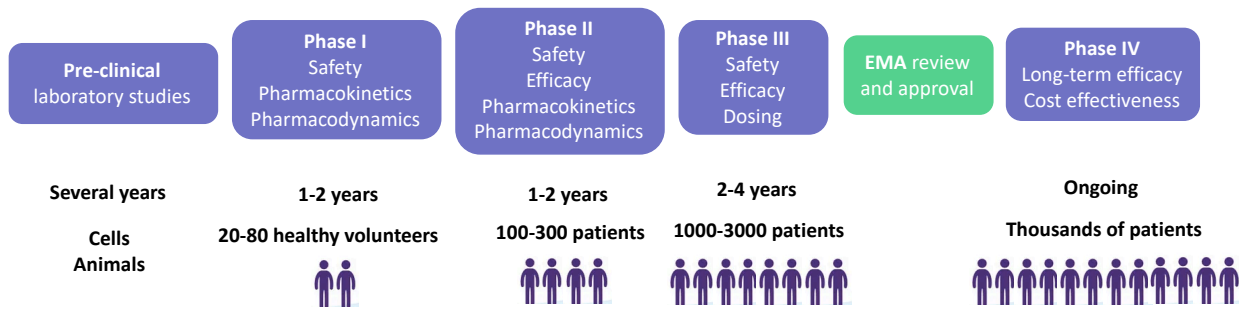 Pre-clinical
laboratory studies
Phase I
Safety
Pharmacokinetics
Pharmacodynamics
Phase II
Safety
Efficacy
Pharmacokinetics
Pharmacodynamics
Phase III
Safety
Efficacy
Dosing
EMA review
and approval
Phase IV
Long-term efficacy
Cost effectiveness
Several years
1-2 years
1-2 years
2-4 years
Ongoing
Cells
Animals
20-80 healthy volunteers
100-300 patients
1000-3000 patients
Thousands of patients